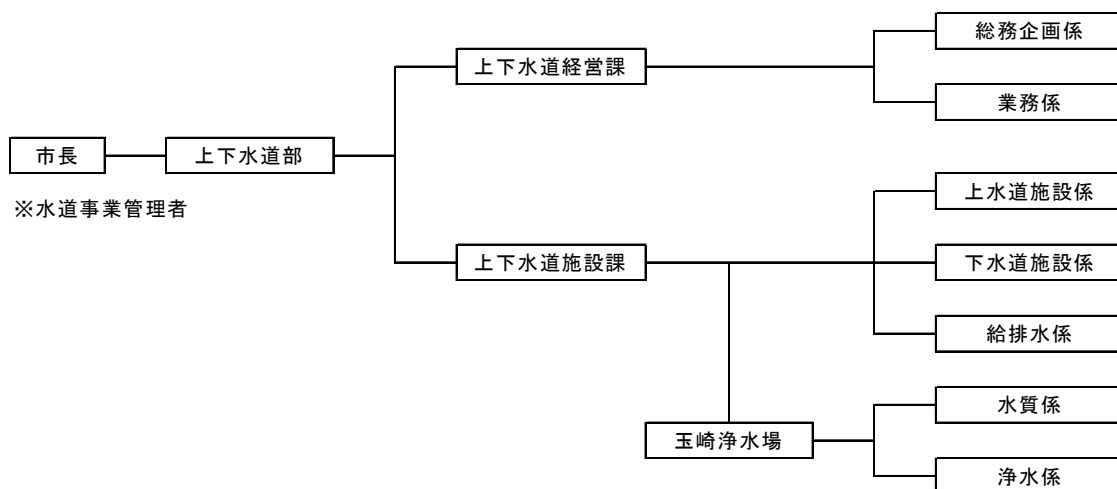 総務企画係
上下水道経営課
業務係
市長
上下水道部
※水道事業管理者
上水道施設係
上下水道施設課
下水道施設係
給排水係
水質係
玉崎浄水場
浄水係